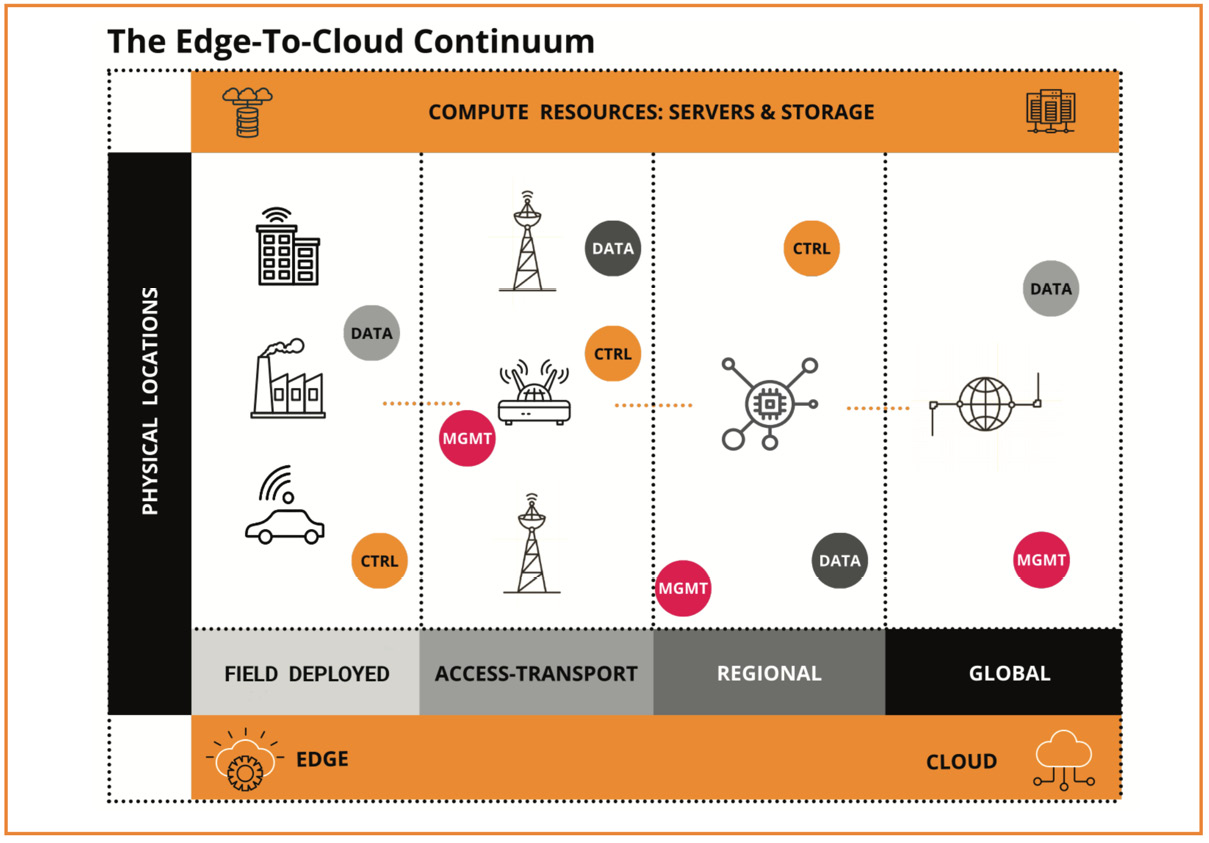 The Edge-To-Cloud Continuum
COMPUTE RESOURCES: SERVERS & STORAGE
PHYSICAL LOCATIONS
DATA
CTRL
DATA
CTRL
MGMT
CTRL
MGMT
DATA
DATA
MGMT
FIELD DEPLOYED
ACCESS-TRANSPORT
REGIONAL
GLOBAL
EDGE
CLOUD